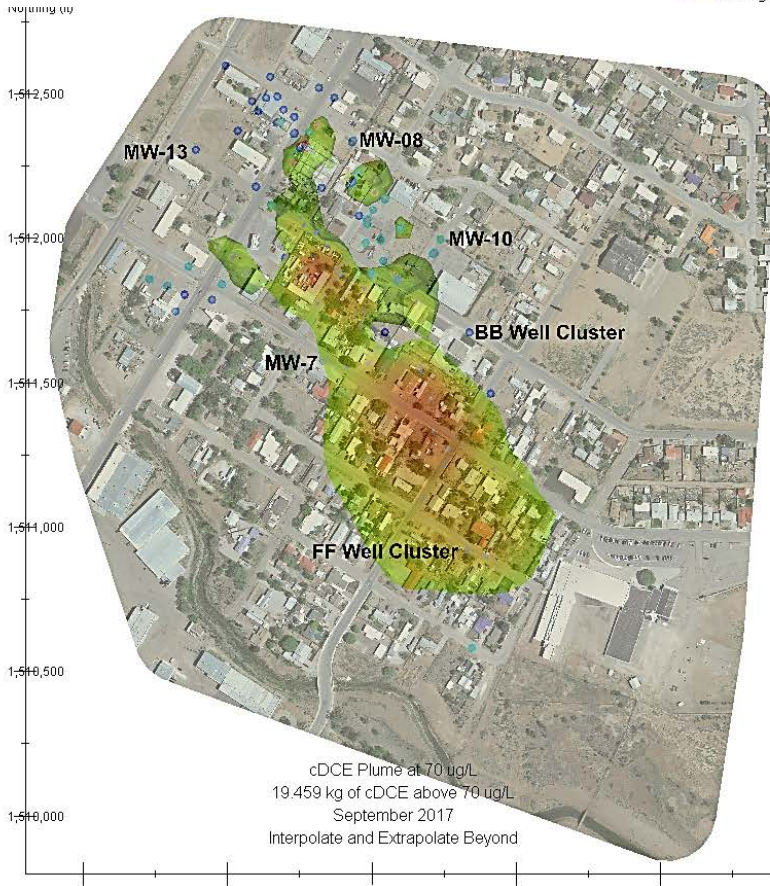 Northing (ft)
1,512,500
MW-08
MW-13
1,512,000
MW-10
BB Well Cluster
MW-7
1,511,500
1,511,000
FF Well Cluster
1,510,500
cDCE Plume at 70 ug/L
19.459 kg of cDCE above 70 ug/L
1,510,000
September 2017
Interpolate and Extrapolate Beyond